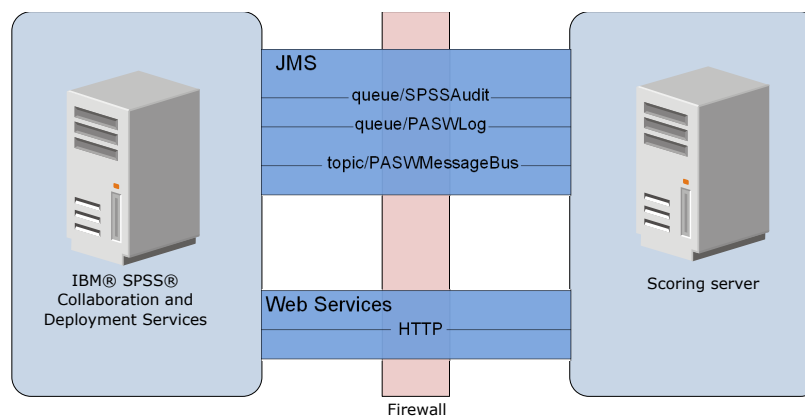 JMS
queue/SPSSAudit
queue/PASWLog
topic/PASWMessageBus
IBM® SPSS®
Collaboration and
Deployment Services
Scoring server
Web Services
HTTP
Firewall